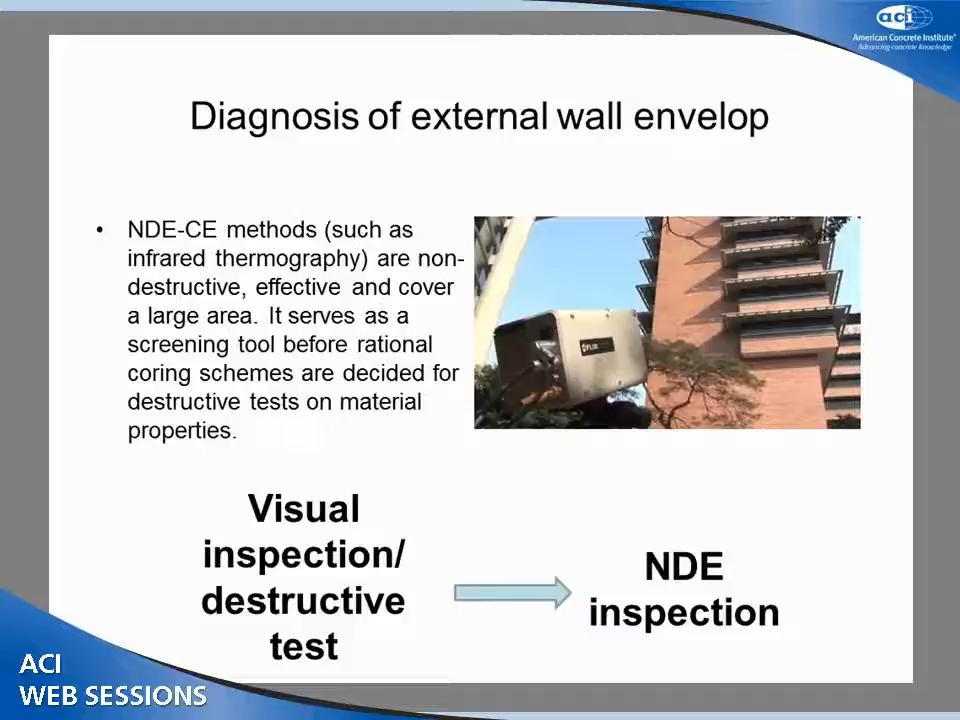 aci
American Concrete Institute®
Advancing concrete knowledge
Diagnosis of external wall envelop
• NDE-CE methods (such as
infrared thermography) are non-
destructive, effective and cover
a large area. It serves as a
screening tool before rational
coring schemes are decided for
destructive tests on material
properties.
FLIR
Visual
inspection/
destructive
test
NDE
inspection
ACI
WEB SESSIONS